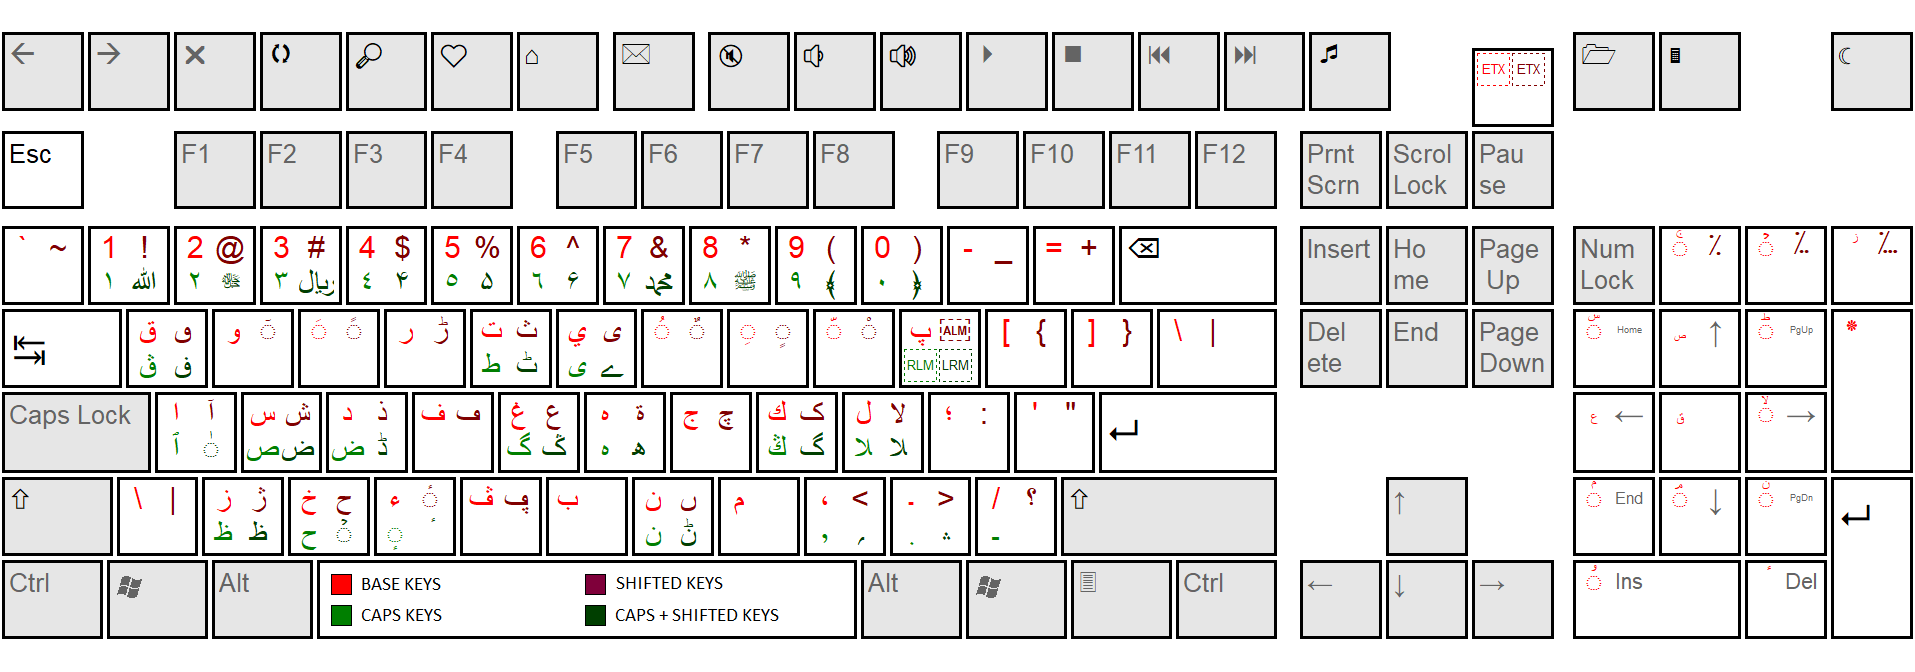 ETX ETX
Esc F1 F2 F3 F4 F5 F6 F7 F8 F9 F10 F11 F12 Prnt Scrol Pau
Scrn Lock se
` ~ 1 ! 2 @ 3 # 4 $ 5 % 6 ^ 7 & 8 * 9 ( 0 ) - _ = + Insert Ho Page Num
١ ﷲ ٢ ٣ ﷼ ٤ ۴ ٥ ۵ ٦ ۶ ٧ ﷴ ٨ ﷺ ٩ ﴾ ٠ ﴿ me Up Lock
ق و و ر ڑ ت ث ي ی پ ALM [ { ] } \ | Del End Page Home ص ↑ PgUp *
ڨ ف ط ٹ ی ے RLM LRM ete Down
Caps Lock ا آ س ش د ذ ف ڡ غ ع ه ة ج چ ك ک ل لا ؛ : ' " ع ← →
ٱ ص ض ض ڈ گ ه ھ گ
\ | ز ژ خ ح ء ڤ ڥ ب ن ں م ، < . > / ؟ ↑ End ↓ PgDn
ظ ظ ح ن -
Ctrl Alt BASE KEYS SHIFTED KEYS Alt Ctrl ← ↓ → Ins Del
CAPS KEYS CAPS + SHIFTED KEYS